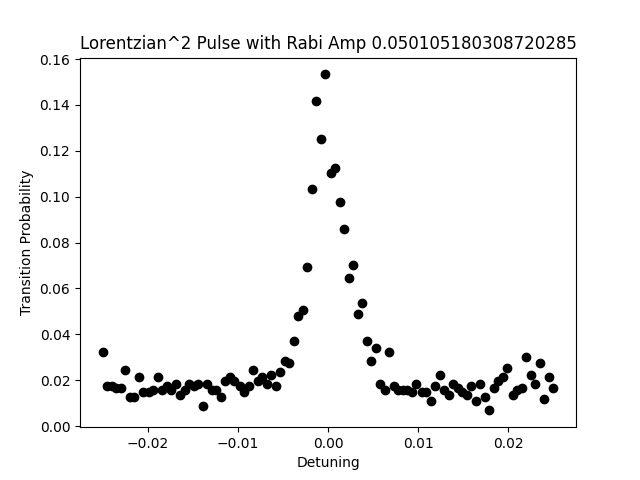 Lorentzian^2 Pulse with Rabi Amp 0.050105180308720285
0.16
0.14
0.12
0.10
0.08
0.06
0.04
0.02
0.00
Transition Probability
−0.02 −0.01 0.00 0.01 0.02
Detuning